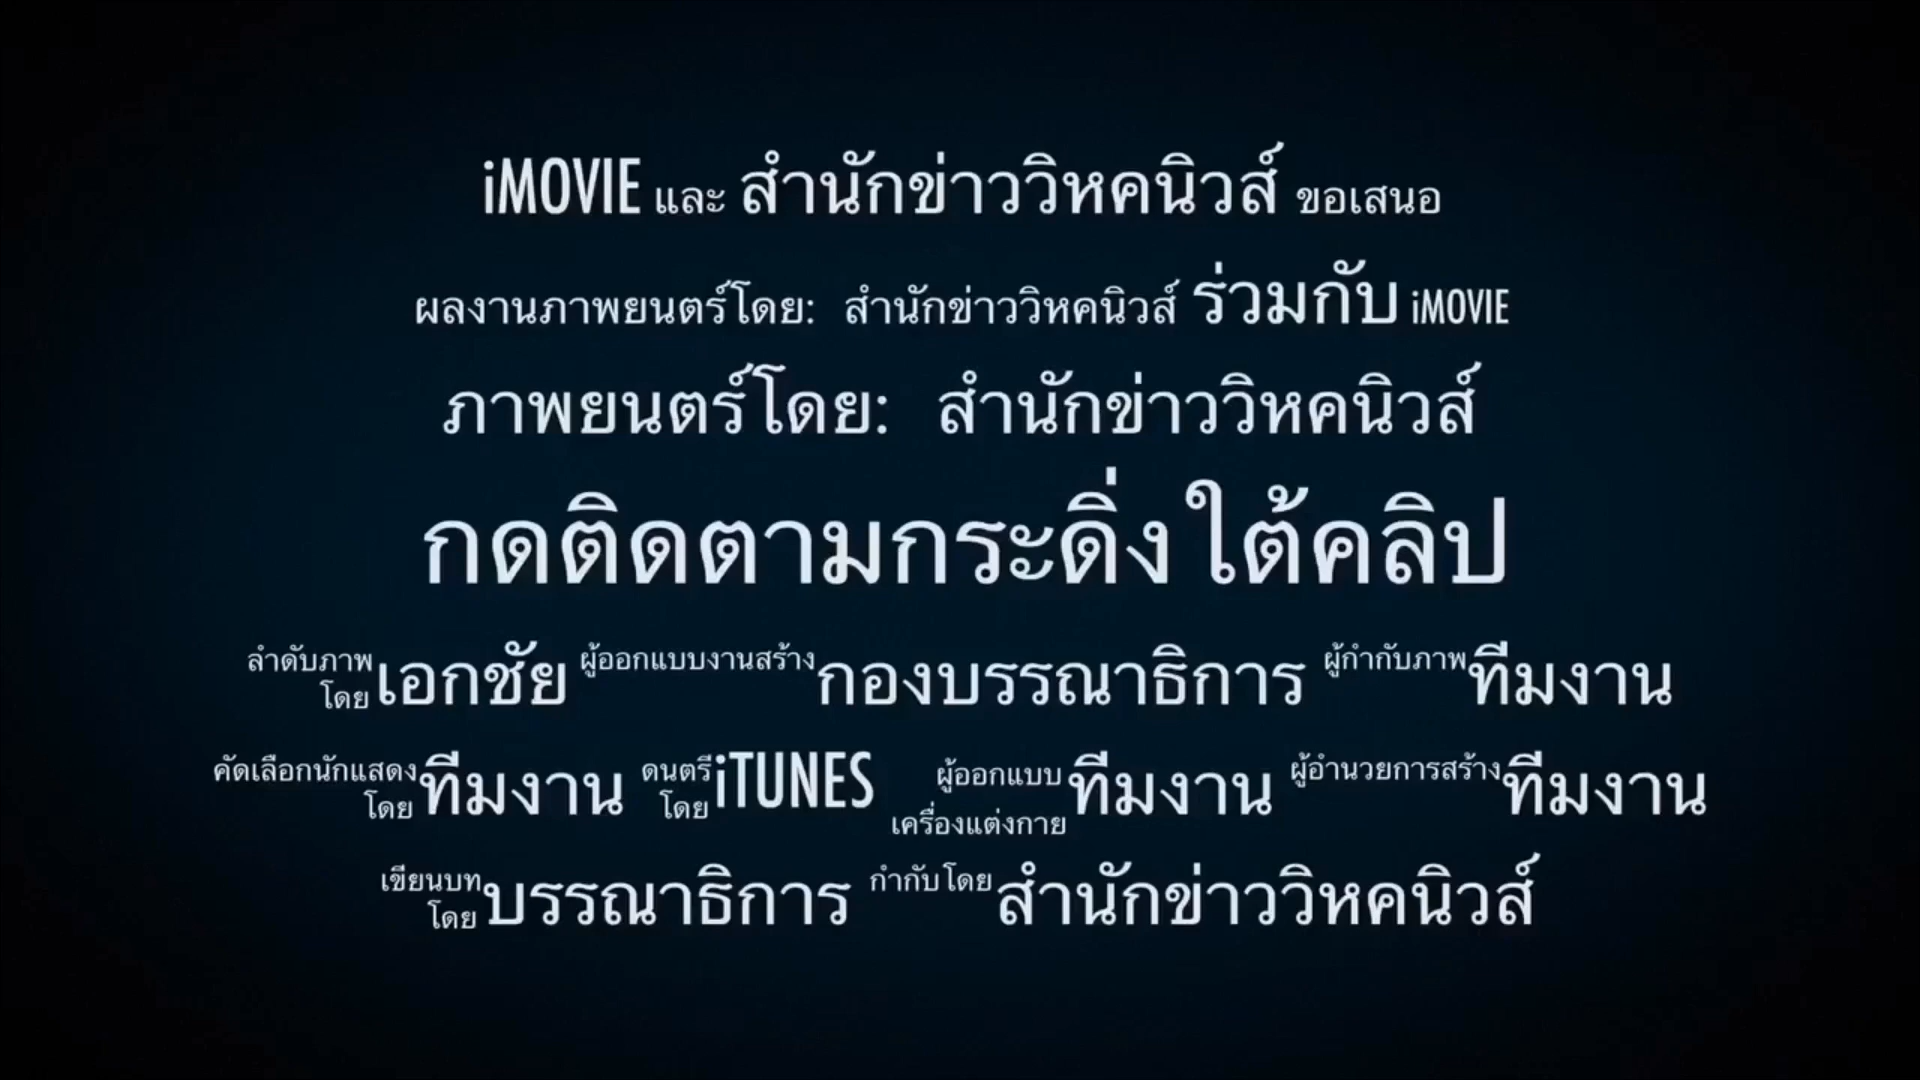 iMOVIE และ สำนักข่าววิหคนิวส์ ขอเสนอ
ผลงานภาพยนตร์โดย: สำนักข่าววิหคนิวส์ ร่วมกับ iMOVIE
ภาพยนตร์โดย: สำนักข่าววิหคนิวส์
กดติดตามกระดิ่งใต้คลิป
ลำดับภาพโดย เอกชัย ผู้ออกแบบงานสร้าง กองบรรณาธิการ ผู้กำกับภาพ ทีมงาน
คัดเลือกนักแสดงโดย ทีมงาน ดนตรีโดย iTUNES ผู้ออกแบบเครื่องแต่งกาย ทีมงาน ผู้อำนวยการสร้าง ทีมงาน
เขียนบทโดย บรรณาธิการ กำกับโดย สำนักข่าววิหคนิวส์